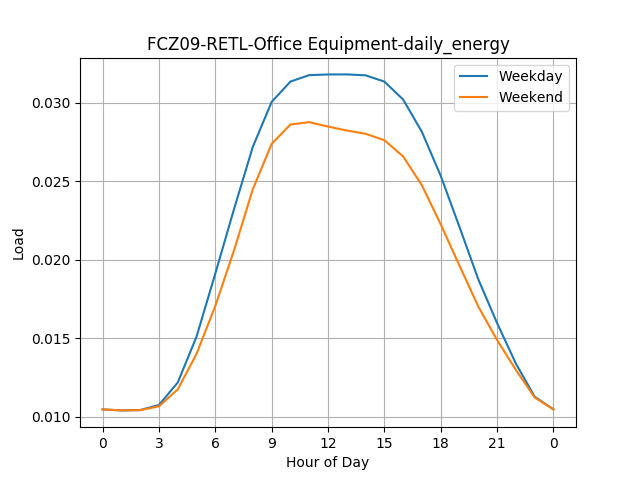 FCZ09-RETL-Office Equipment-daily_energy
Weekday
Weekend
0.030
0.025
0.020
0.015
0.010
Load
0 3 6 9 12 15 18 21 0
Hour of Day